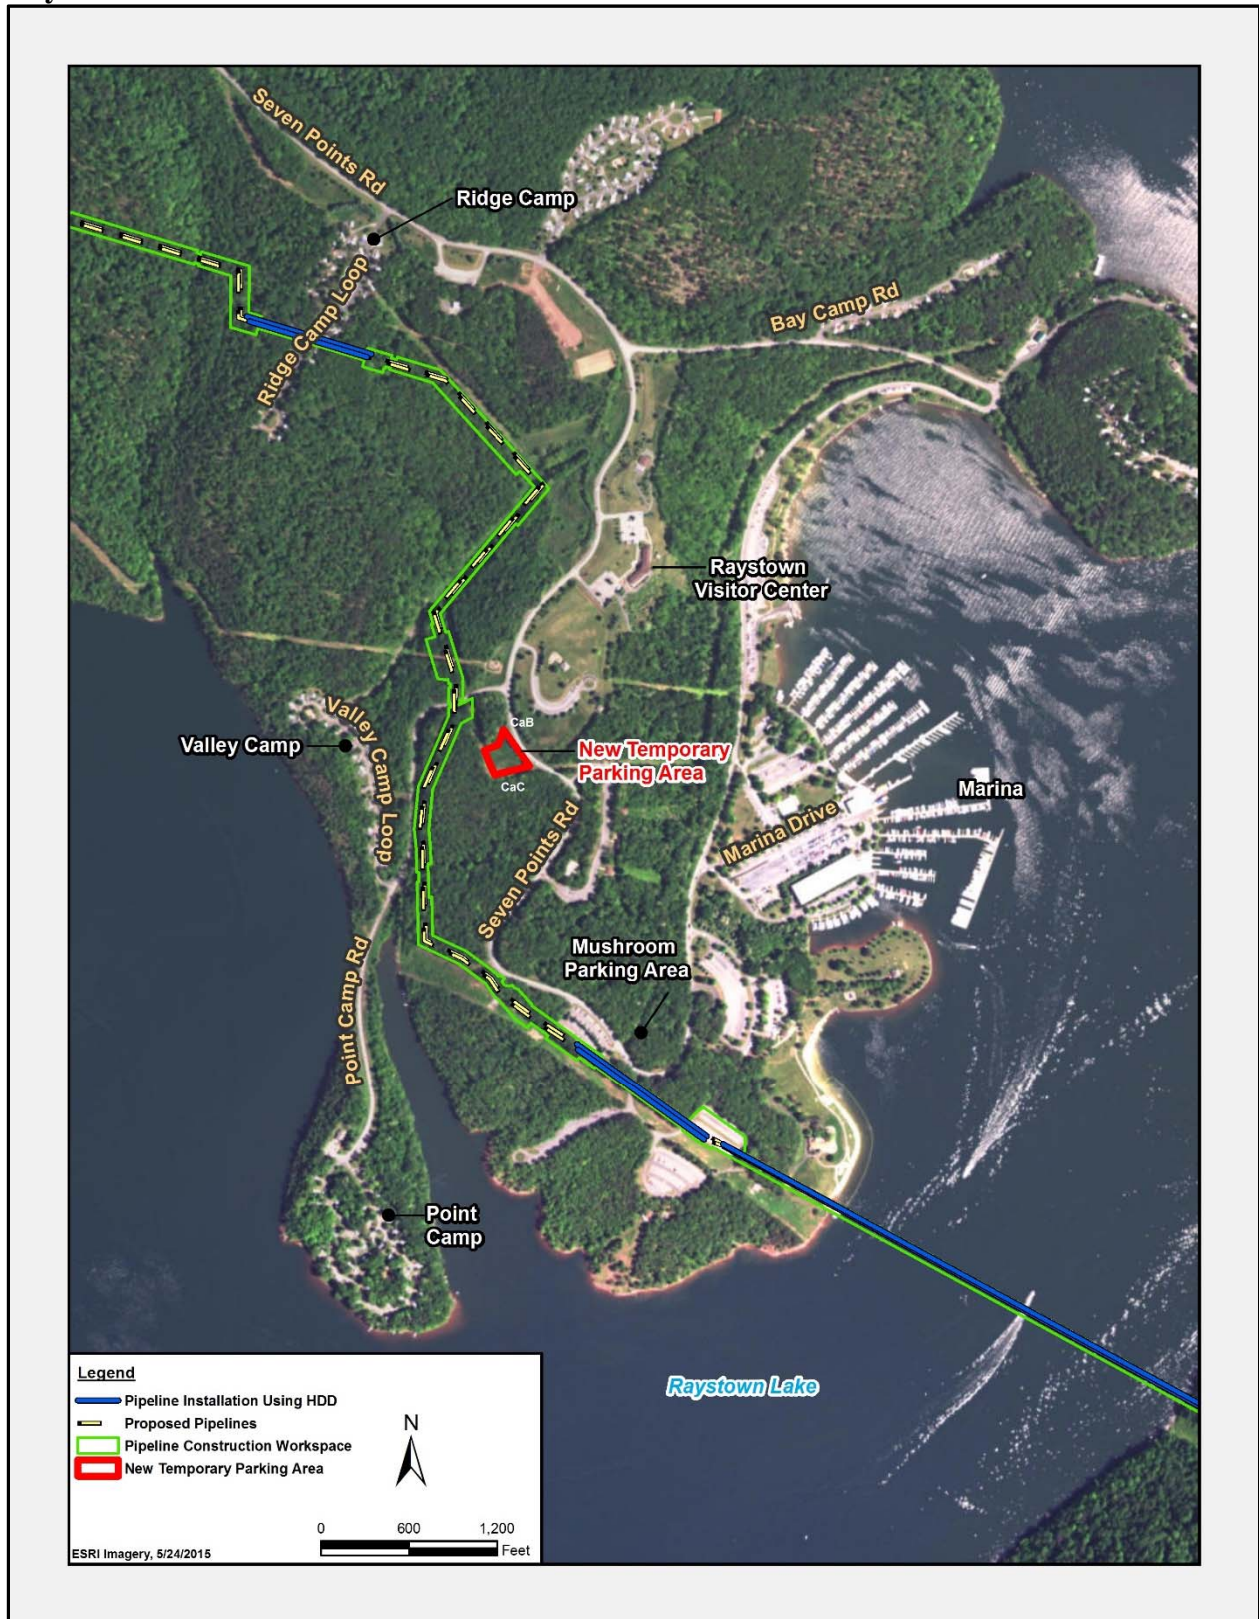 Seven Points Rd
Ridge Camp
Ridge Camp Loop
Bay Camp Rd
Raystown
Visitor Center
Valley Camp Loop
Valley Camp
CaB
New Temporary
Parking Area
CaC
Marina
Marina Drive
Seven Points Rd
Mushroom
Parking Area
Point Camp Rd
Point
Camp
Raystown Lake
Legend
Pipeline Installation Using HDD
Proposed Pipelines
Pipeline Construction Workspace
New Temporary Parking Area
N
0 600 1,200
Feet
ESRI Imagery, 5/24/2015